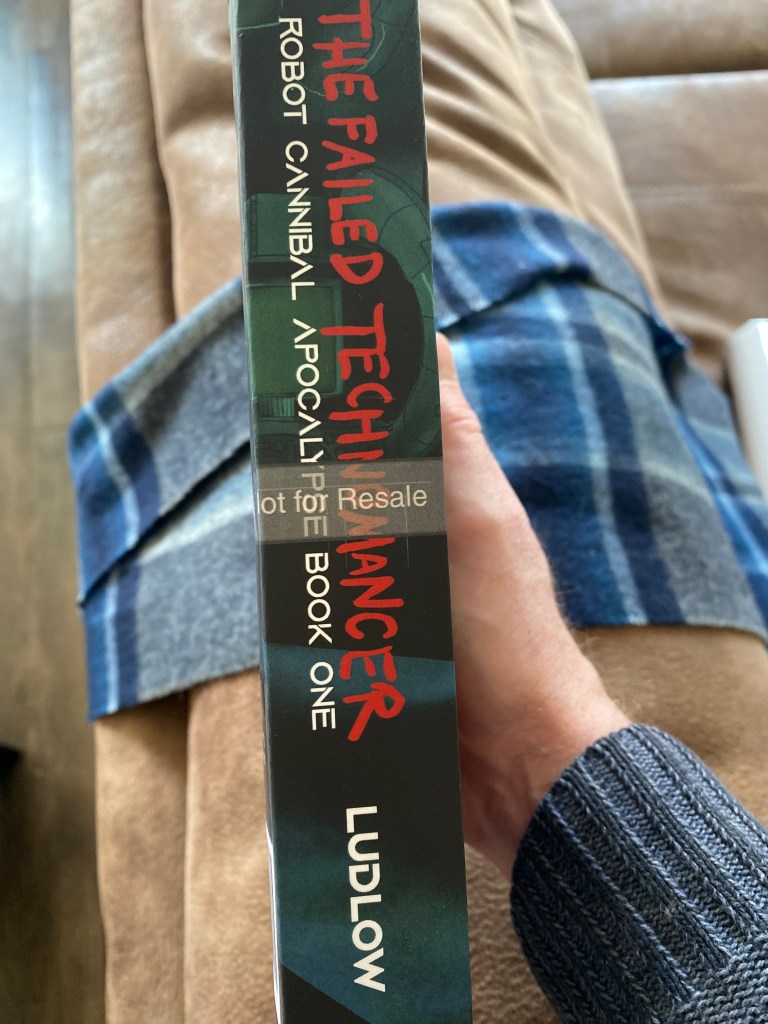 THE FAILED TECHNOMANCER
ROBOT CANNIBAL APOCALYPSE BOOK ONE
ot for Resale
LUDLOW